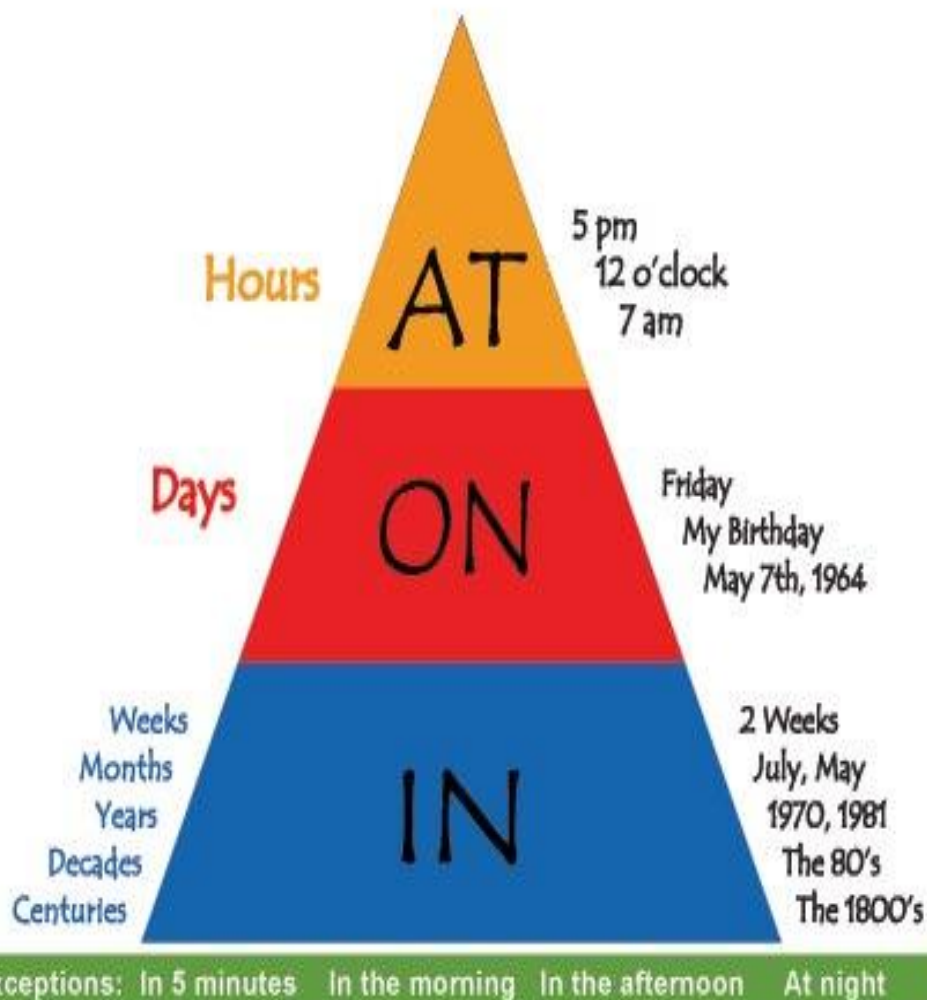 5 pm
Hours
AT
12 o'clock
7 am
Days
ON
Friday
My Birthday
May 7th, 1964
Weeks
Months
Years
Decades
Centuries
IN
2 Weeks
July, May
1970, 1981
The 80's
The 1800's
xceptions: In 5 minutes In the morning In the afternoon At night